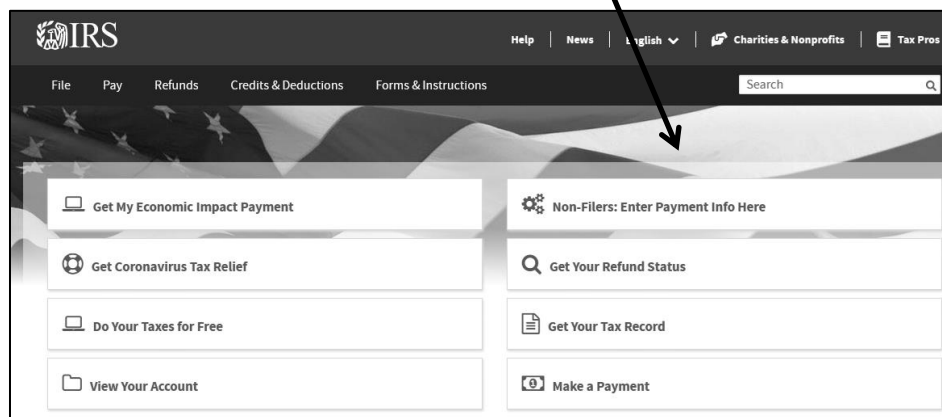 IRS
Help News English Charities & Nonprofits Tax Pros
File Pay Refunds Credits & Deductions Forms & Instructions Search
Get My Economic Impact Payment
Non-Filers: Enter Payment Info Here
Get Coronavirus Tax Relief
Get Your Refund Status
Do Your Taxes for Free
Get Your Tax Record
View Your Account
Make a Payment